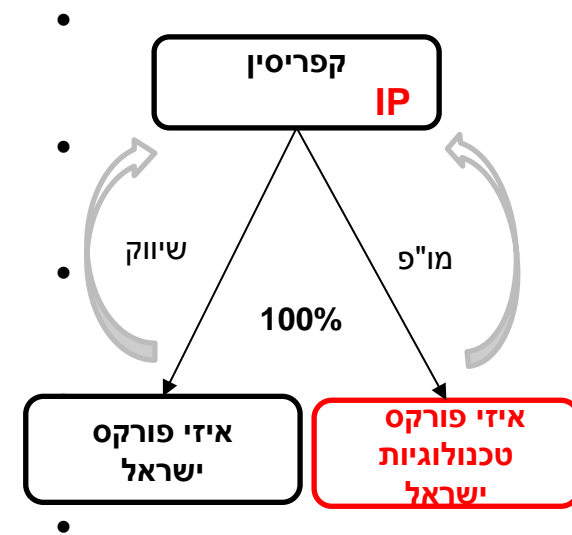 קפריסין
IP
שיווק
מו"פ
100%
איזי פורקס
ישראל
איזי פורקס
טכנולוגיות
ישראל